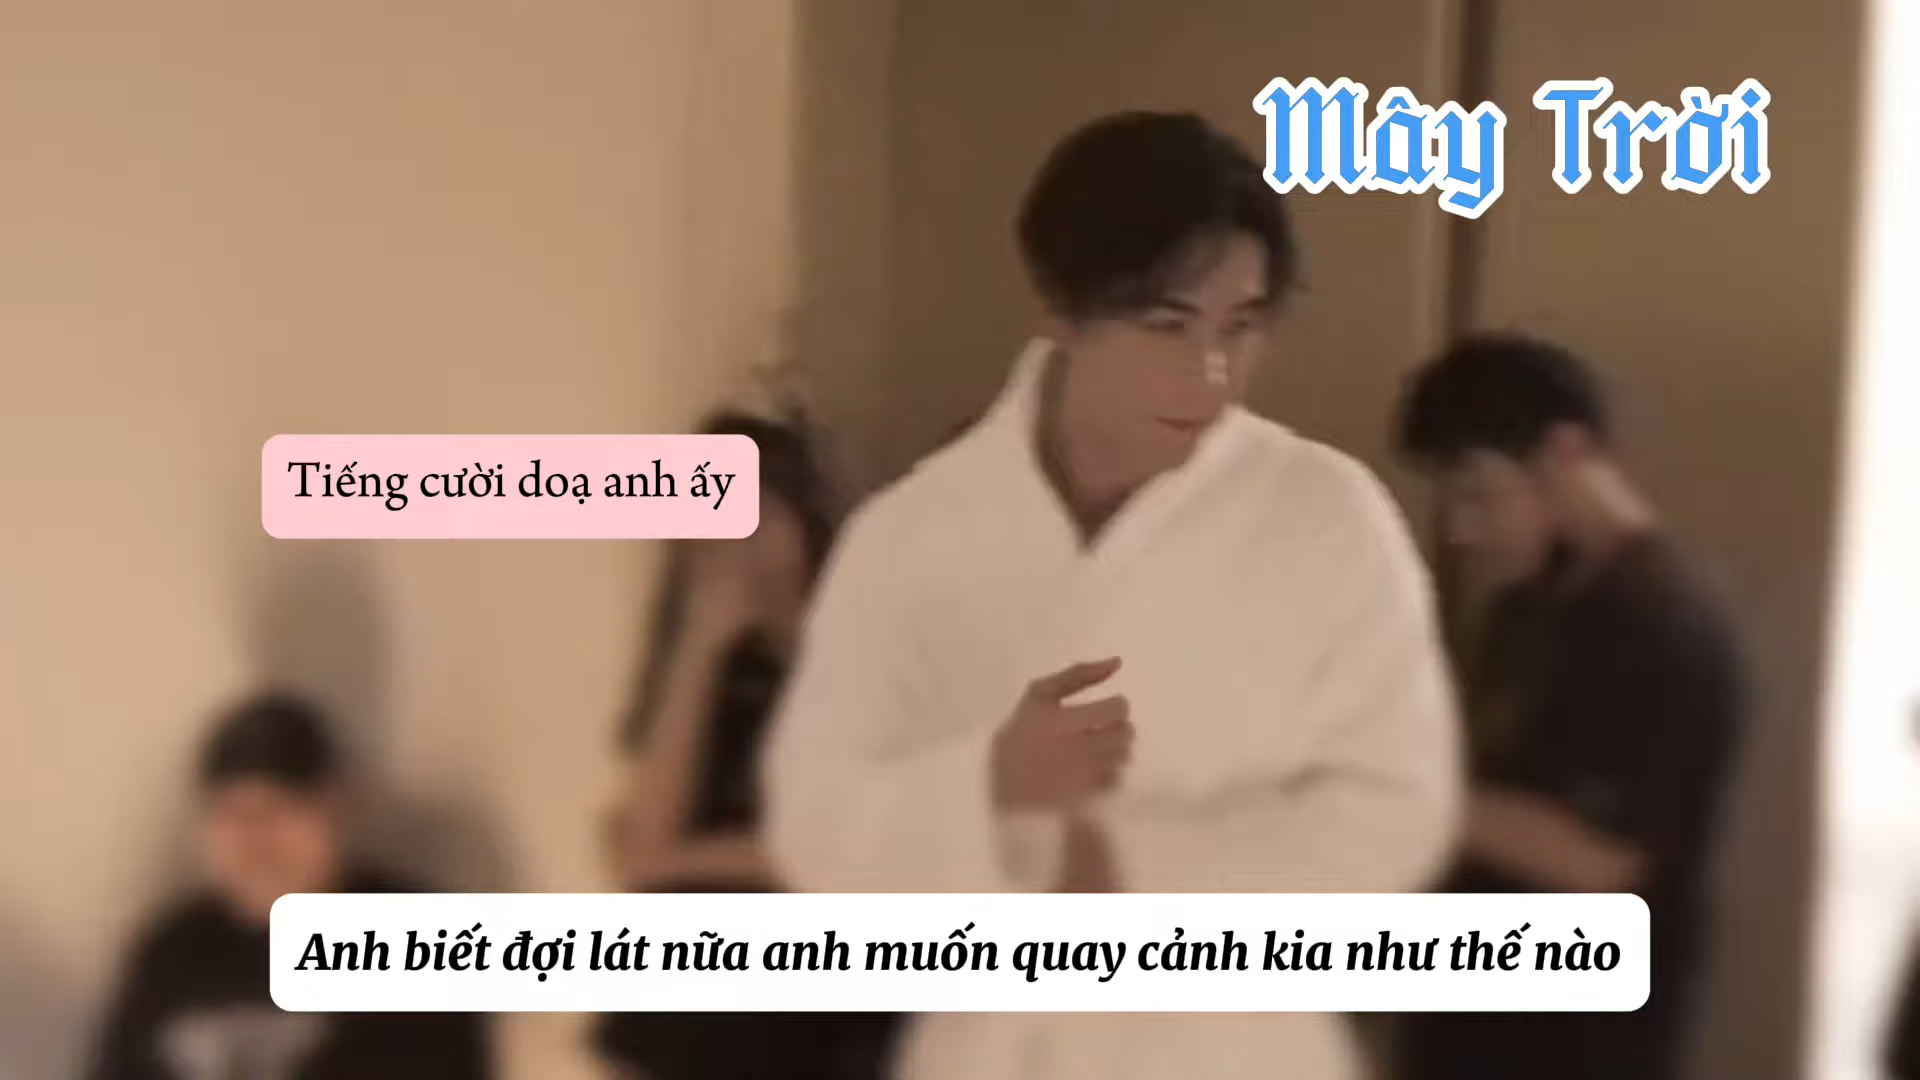 Mây Trời
Tiếng cười doạ anh ấy
Anh biết đợi lát nữa anh muốn quay cảnh kia như thế nào